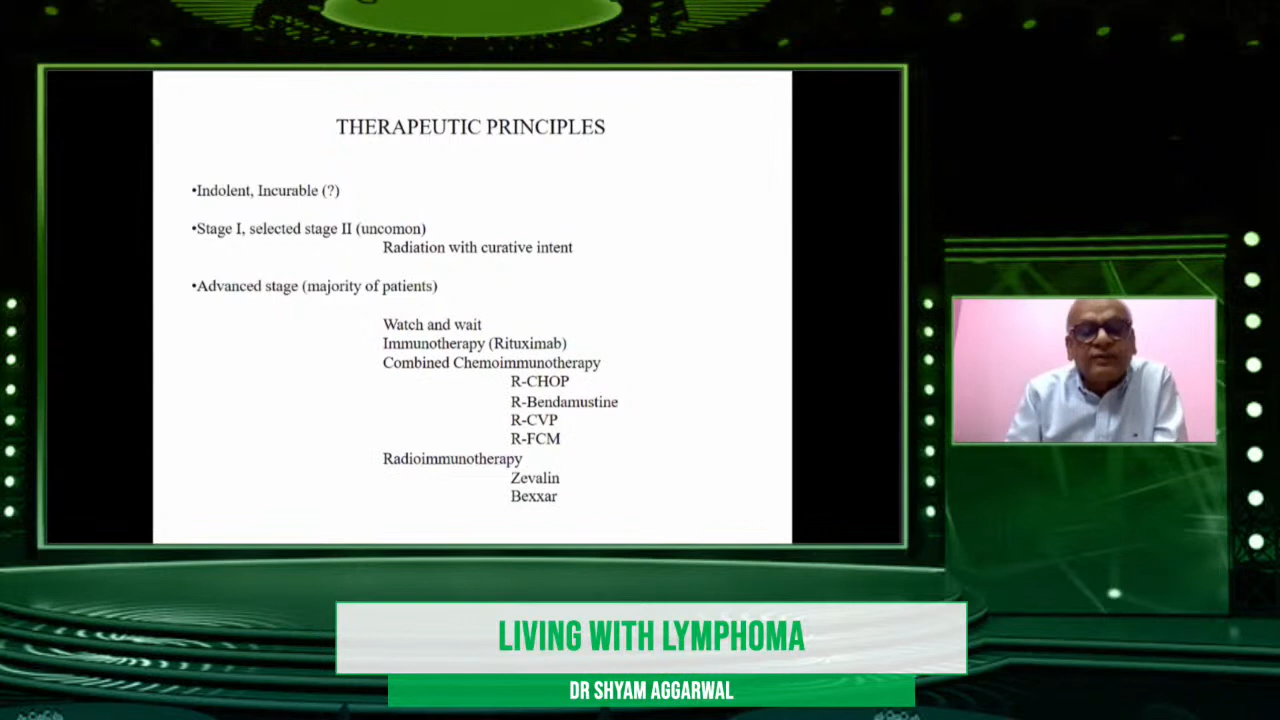 THERAPEUTIC PRINCIPLES
•Indolent, Incurable (?)
•Stage I, selected stage II (uncomon)
Radiation with curative intent
•Advanced stage (majority of patients)
Watch and wait
Immunotherapy (Rituximab)
Combined Chemoimmunotherapy
R-CHOP
R-Bendamustine
R-CVP
R-FCM
Radioimmunotherapy
Zevalin
Bexxar
LIVING WITH LYMPHOMA
DR SHYAM AGGARWAL